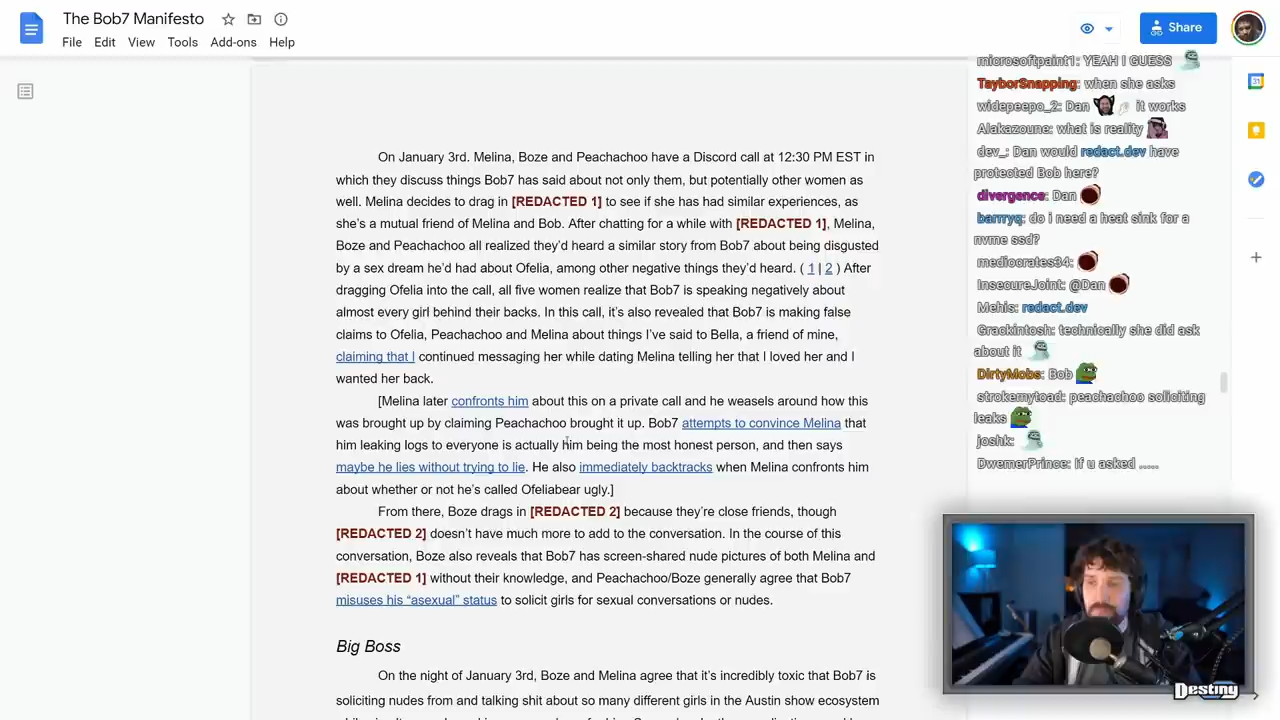 The Bob7 Manifesto
File Edit View Tools Add-ons Help
Share
On January 3rd. Melina, Boze and Peachachoo have a Discord call at 12:30 PM EST in
which they discuss things Bob7 has said about not only them, but potentially other women as
well. Melina decides to drag in [REDACTED 1] to see if she has had similar experiences, as
she's a mutual friend of Melina and Bob. After chatting for a while with [REDACTED 1], Melina,
Boze and Peachachoo all realized they'd heard a similar story from Bob7 about being disgusted
by a sex dream he'd had about Ofelia, among other negative things they'd heard. ( 1 | 2 ) After
dragging Ofelia into the call, all five women realize that Bob7 is speaking negatively about
almost every girl behind their backs. In this call, it's also revealed that Bob7 is making false
claims to Ofelia, Peachachoo and Melina about things I've said to Bella, a friend of mine,
claiming that I continued messaging her while dating Melina telling her that I loved her and I
wanted her back.
[Melina later confronts him about this on a private call and he weasels around how this
was brought up by claiming Peachachoo brought it up. Bob7 attempts to convince Melina that
him leaking logs to everyone is actually him being the most honest person, and then says
maybe he lies without trying to lie. He also immediately backtracks when Melina confronts him
about whether or not he's called Ofeliabear ugly.]
From there, Boze drags in [REDACTED 2] because they're close friends, though
[REDACTED 2] doesn't have much more to add to the conversation. In the course of this
conversation, Boze also reveals that Bob7 has screen-shared nude pictures of both Melina and
[REDACTED 1] without their knowledge, and Peachachoo/Boze generally agree that Bob7
misuses his “asexual” status to solicit girls for sexual conversations or nudes.
Big Boss
On the night of January 3rd, Boze and Melina agree that it's incredibly toxic that Bob7 is
soliciting nudes from and talking shit about so many different girls in the Austin show ecosystem
microsoftpaint1: YEAH I GUESS
TayborSnapping: when she asks
widepeepo_2: Dan it works
Alakazoune: what is reality
dev_: Dan would redact.dev have
protected Bob here?
divergence: Dan
barrryq: do i need a heat sink for a
nvme ssd?
mediocrates34:
InsecureJoint: @Dan
Mehis: redact.dev
Grackintosh: technically she did ask
about it
DirtyMobs: Bob
strokemytoad: peachachoo soliciting
leaks
joshk:
DwemerPrince: if u asked .....
31
Destiny